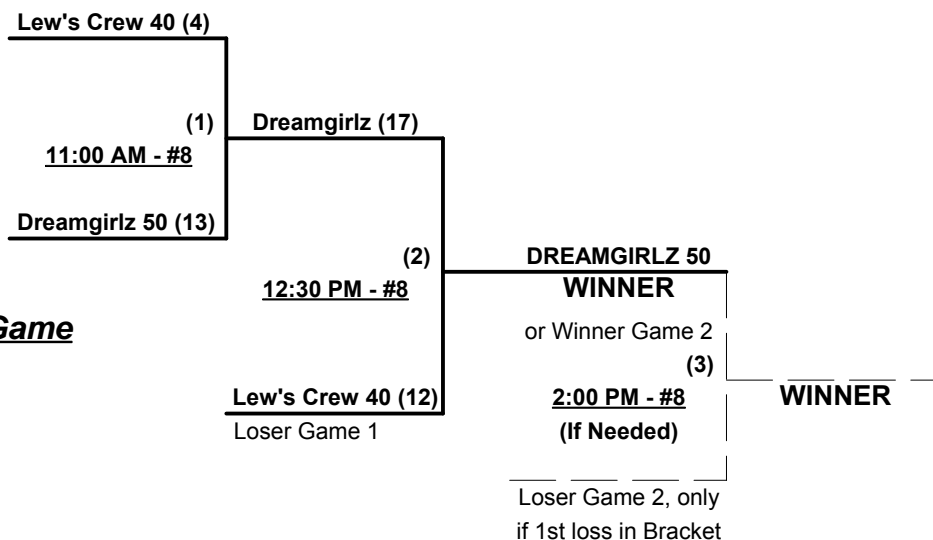 Lew's Crew 40 (4)
(1)
Dreamgirlz (17)
11:00 AM - #8
Dreamgirlz 50 (13)
(2)
DREAMGIRLZ 50
12:30 PM - #8
WINNER
Game
or Winner Game 2
(3)
Lew's Crew 40 (12)
2:00 PM - #8
WINNER
Loser Game 1
(If Needed)
Loser Game 2, only
if 1st loss in Bracket